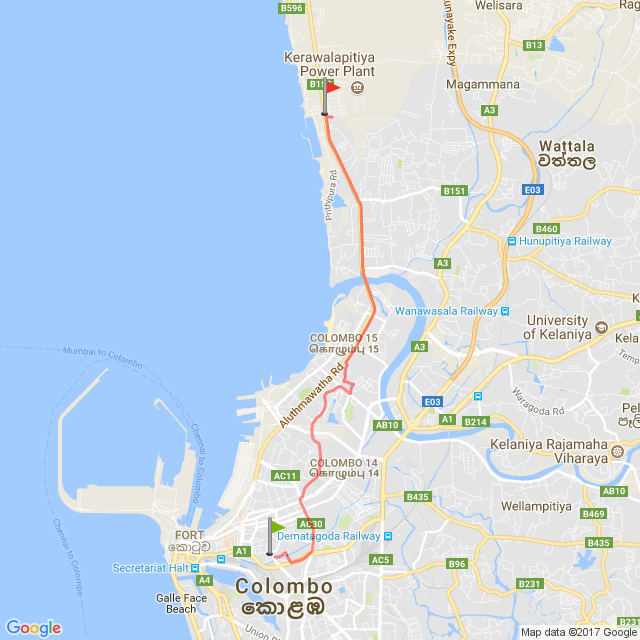 B596
Welisara
Rag
unayake Expy
B13
Kerawalapitiya
Power Plant
Magammana
A3
Wattala
වත්තල
Prithipura Rd
B151
E03
B460
Hunupitiya Railway
A3
Wanawasala Railway
COLOMBO 15
கொழும்பு 15
University
of Kelaniya
A3
Kela
Mumbai to Colombo
Aluthmawatha Rd
E03
A1
B214
Waragoda Rd
Pel
AB10
Chennai to Colombo
Kelaniya Rajamaha
Viharaya
COLOMBO 14
கொழும்பு 14
AC11
AB10
B435
Wellampitiya
B469
Chennai to Colombo
AC30
Dematagoda Railway
B435
FORT
කොටුව
A1
Secretariat Halt
A4
AC5
B96
B231
Colombo
කොළඹ
Galle Face
Beach
B231
Union Pl
Google
Map data ©2017 Google